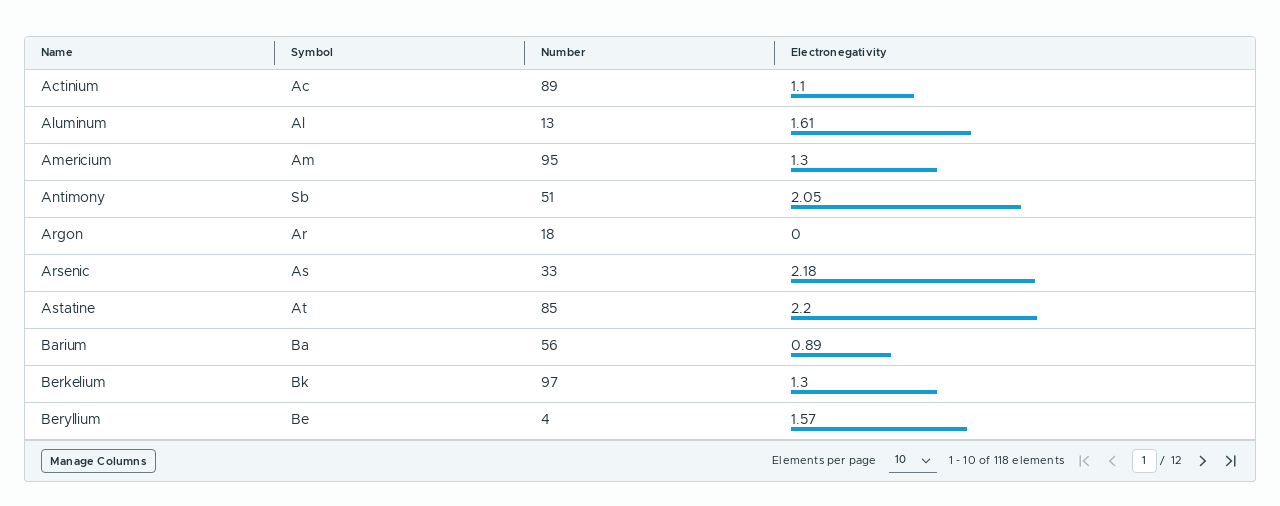 Name Symbol Number Electronegativity
Actinium Ac 89 1.1
Aluminum Al 13 1.61
Americium Am 95 1.3
Antimony Sb 51 2.05
Argon Ar 18 0
Arsenic As 33 2.18
Astatine At 85 2.2
Barium Ba 56 0.89
Berkelium Bk 97 1.3
Beryllium Be 4 1.57
Manage Columns Elements per page 10 1 - 10 of 118 elements 1 / 12